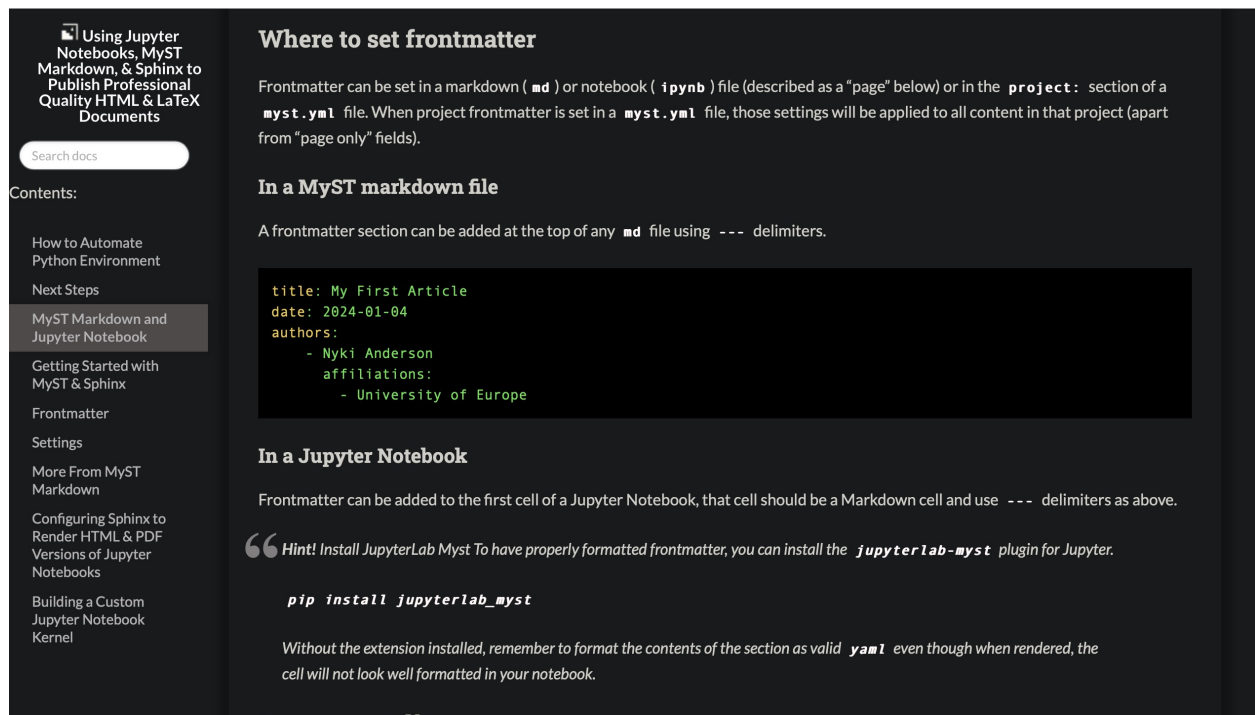 Using Jupyter
Notebooks, MyST
Markdown, & Sphinx to
Publish Professional
Quality HTML & LaTeX
Documents
Search docs
Contents:
How to Automate
Python Environment
Next Steps
MyST Markdown and
Jupyter Notebook
Getting Started with
MyST & Sphinx
Frontmatter
Settings
More From MyST
Markdown
Configuring Sphinx to
Render HTML & PDF
Versions of Jupyter
Notebooks
Building a Custom
Jupyter Notebook
Kernel
Where to set frontmatter
Frontmatter can be set in a markdown ( md ) or notebook ( ipynb ) file (described as a “page” below) or in the project: section of a
myst.yml file. When project frontmatter is set in a myst.yml file, those settings will be applied to all content in that project (apart
from “page only” fields).
In a MyST markdown file
A frontmatter section can be added at the top of any md file using --- delimiters.
title: My First Article
date: 2024-01-04
authors:
    - Nyki Anderson
      affiliations:
        - University of Europe
In a Jupyter Notebook
Frontmatter can be added to the first cell of a Jupyter Notebook, that cell should be a Markdown cell and use --- delimiters as above.
“ Hint! Install JupyterLab Myst To have properly formatted frontmatter, you can install the jupyterlab-myst plugin for Jupyter.
pip install jupyterlab_myst
Without the extension installed, remember to format the contents of the section as valid yaml even though when rendered, the
cell will not look well formatted in your notebook.